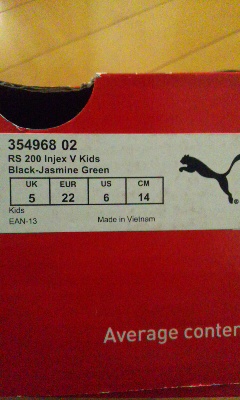 354968 02
RS 200 Injex V Kids
Black-Jasmine Green
UK EUR US CM
5 22 6 14
Kids
EAN-13 Made in Vietnam
Average conten